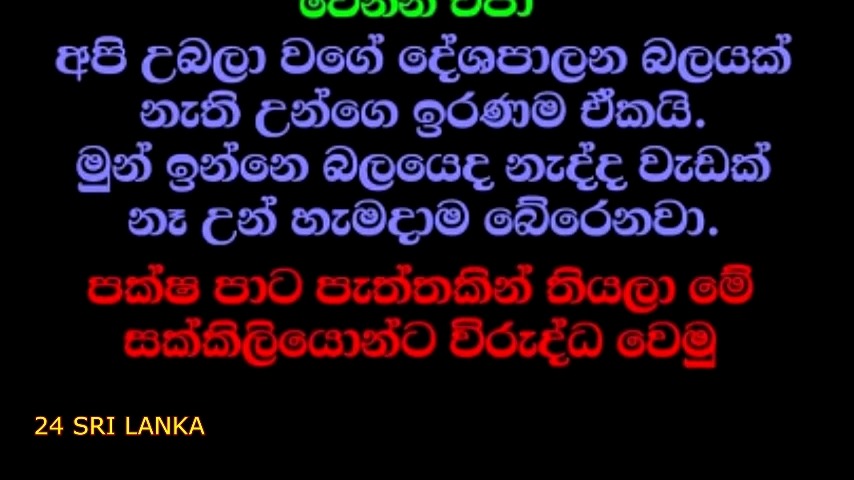 වෙන්න එපා
අපි උබලා වගේ දේශපාලන බලයක්
නැති උන්ගෙ ඉරණම ඒකයි.
මුන් ඉන්නෙ බලයෙද නැද්ද වැඩක්
නෑ උන් හැමදාම බේරෙනවා.
පක්ෂ පාට පැත්තකින් තියලා මේ
සක්කිලියොන්ට විරුද්ධ වෙමු
24 SRI LANKA